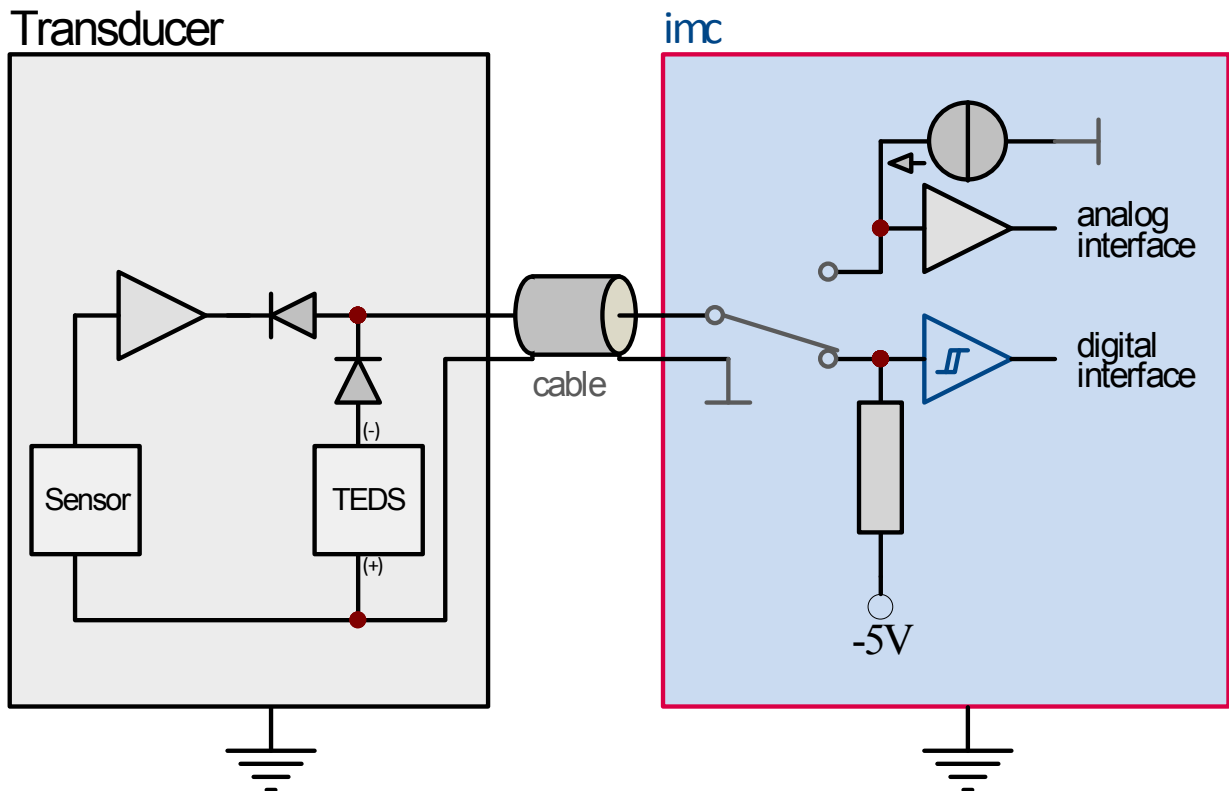 Transducer
imc
analog
interface
digital
interface
cable
(-)
Sensor
TEDS
(+)
-5V